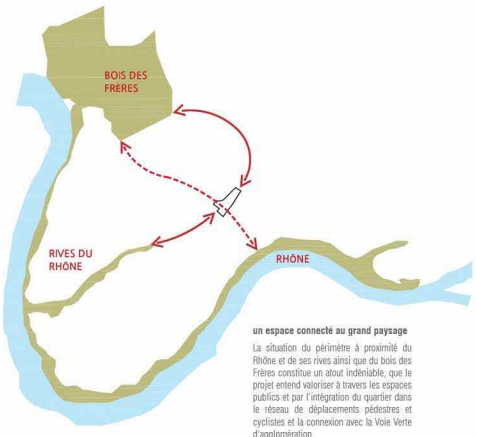 BOIS DES
FRÈRES
RIVES DU
RHÔNE
RHÔNE
un espace connecté au grand paysage
La situation du périmètre à proximité du
Rhône et de ses rives ainsi que du bois des
Frères constitue un atout indéniable, que le
projet entend valoriser à travers les espaces
publics et par l'intégration du quartier dans
le réseau de déplacements pédestres et
cyclistes et la connexion avec la Voie Verte
d'agglomération